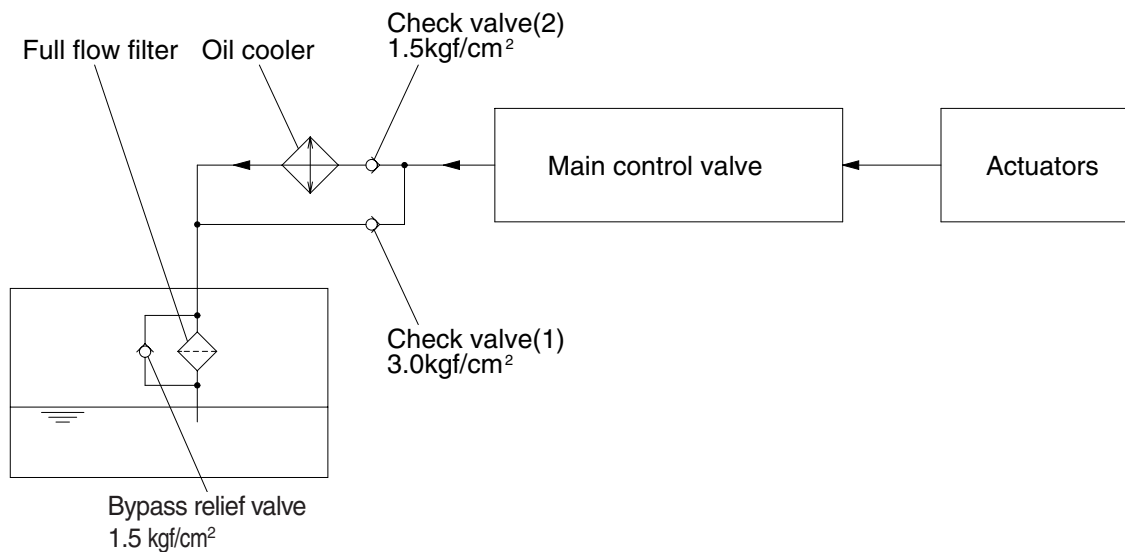 Check valve(2)
1.5kgf/cm²
Full flow filter
Oil cooler
Main control valve
Actuators
Check valve(1)
3.0kgf/cm²
Bypass relief valve
1.5 kgf/cm²